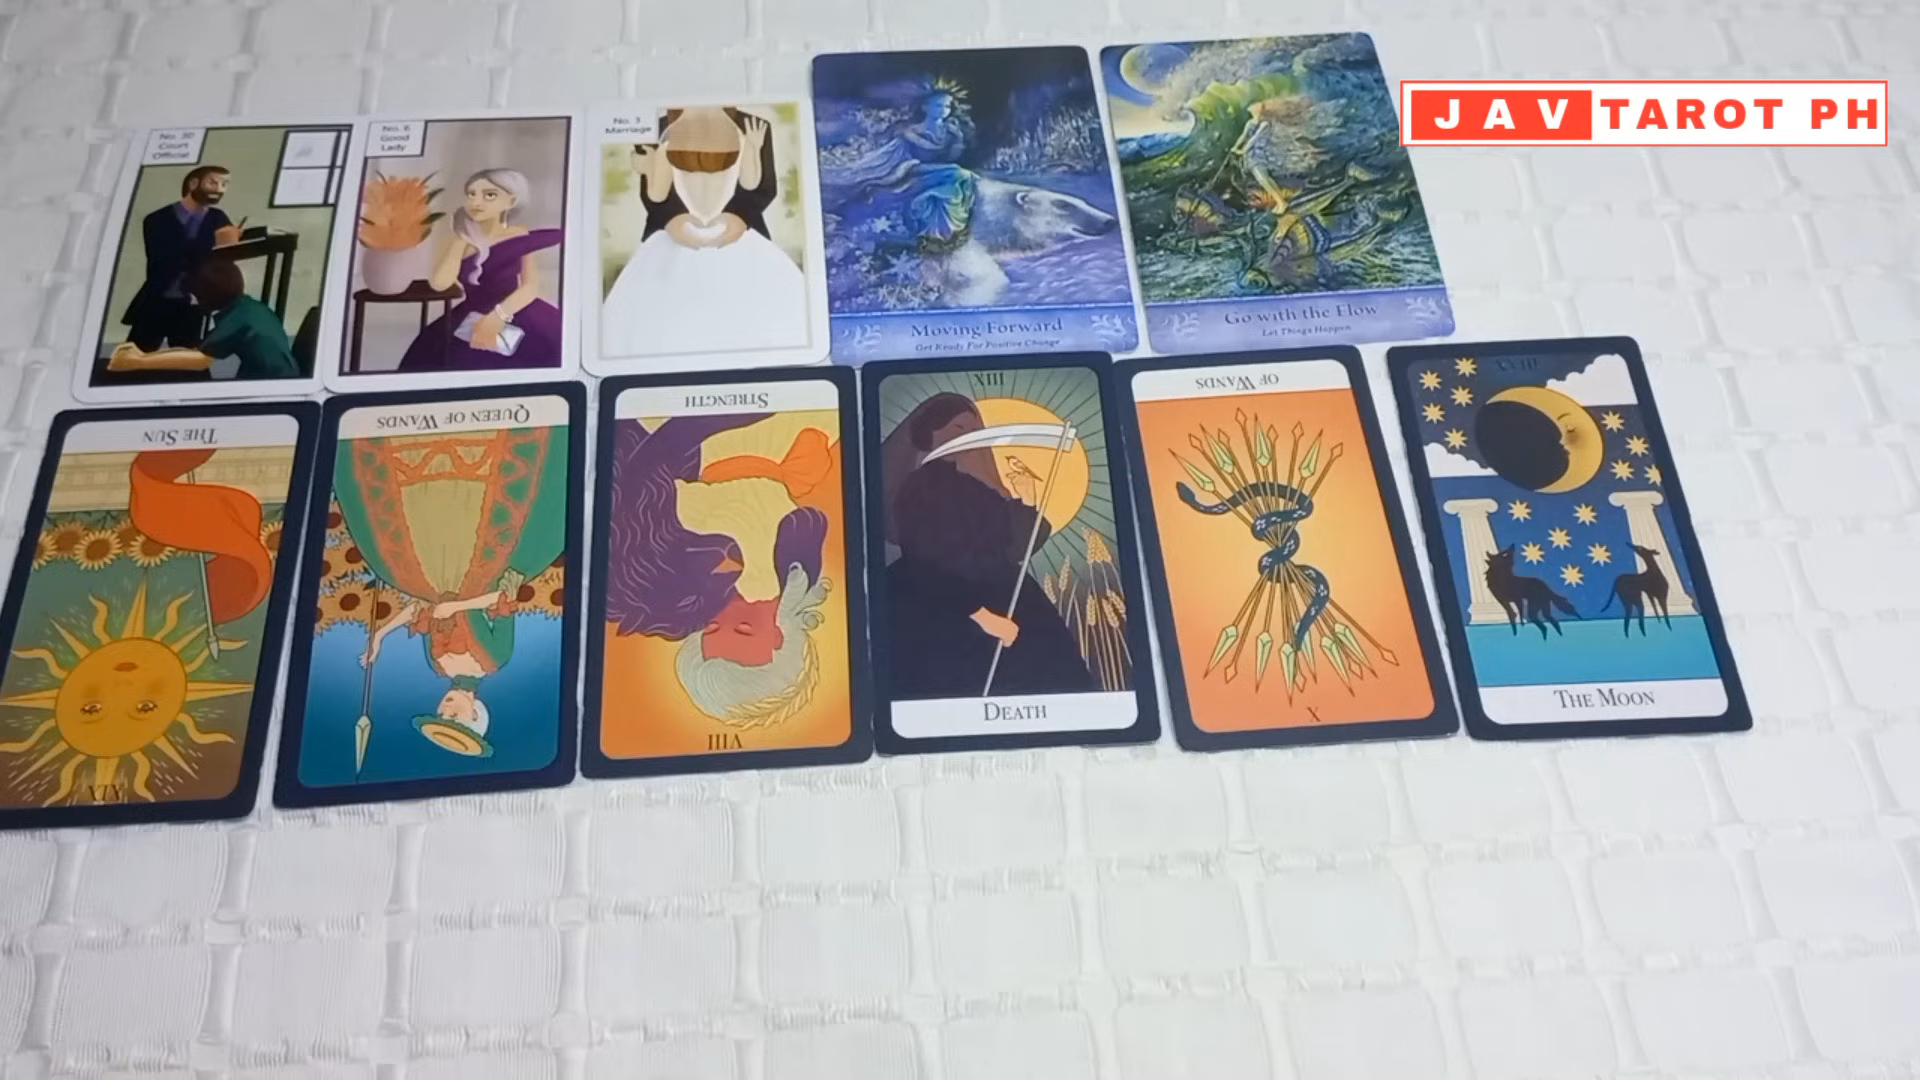 JAV TAROT PH
No. 30
Court
Official
No. 6
Good
Lady
No. 3
Marriage
Moving Forward
Get Ready For Positive Change
Go with the Flow
Let Things Happen
THE SUN
XIX
QUEEN OF WANDS
STRENGTH
VIII
XIII
DEATH
OF WANDS
X
XVIII
THE MOON